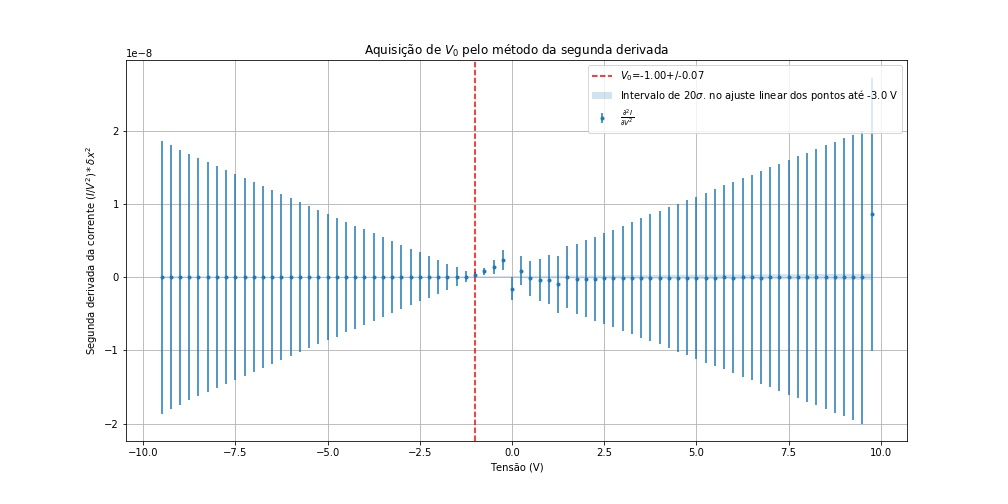 Aquisição de V₀ pelo método da segunda derivada
1e−8
V₀=-1.00+/-0.07
Intervalo de 20σ. no ajuste linear dos pontos até -3.0 V
∂²I/∂V²
2
1
0
−1
−2
Segunda derivada da corrente (I/V²)*δx²
−10.0 −7.5 −5.0 −2.5 0.0 2.5 5.0 7.5 10.0
Tensão (V)